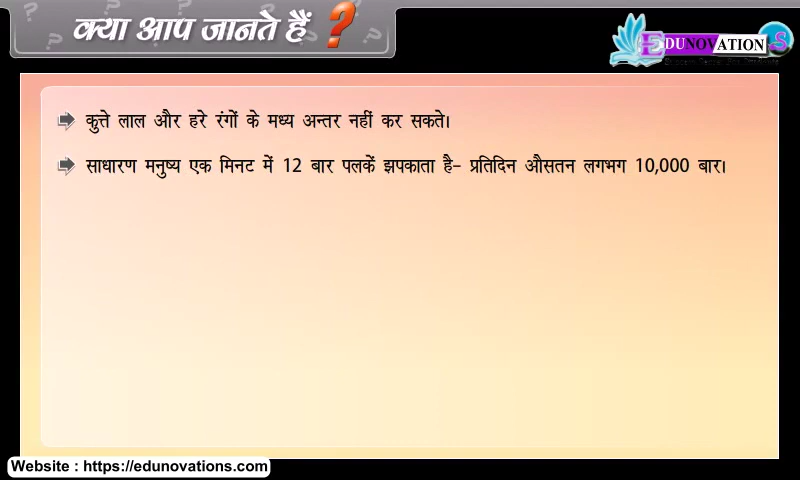 क्या आप जानते हैं ?
EDUNOVATIONS
कुत्ते लाल और हरे रंगों के मध्य अन्तर नहीं कर सकते।
साधारण मनुष्य एक मिनट में 12 बार पलकें झपकाता है– प्रतिदिन औसतन लगभग 10,000 बार।
Website : https://edunovations.com